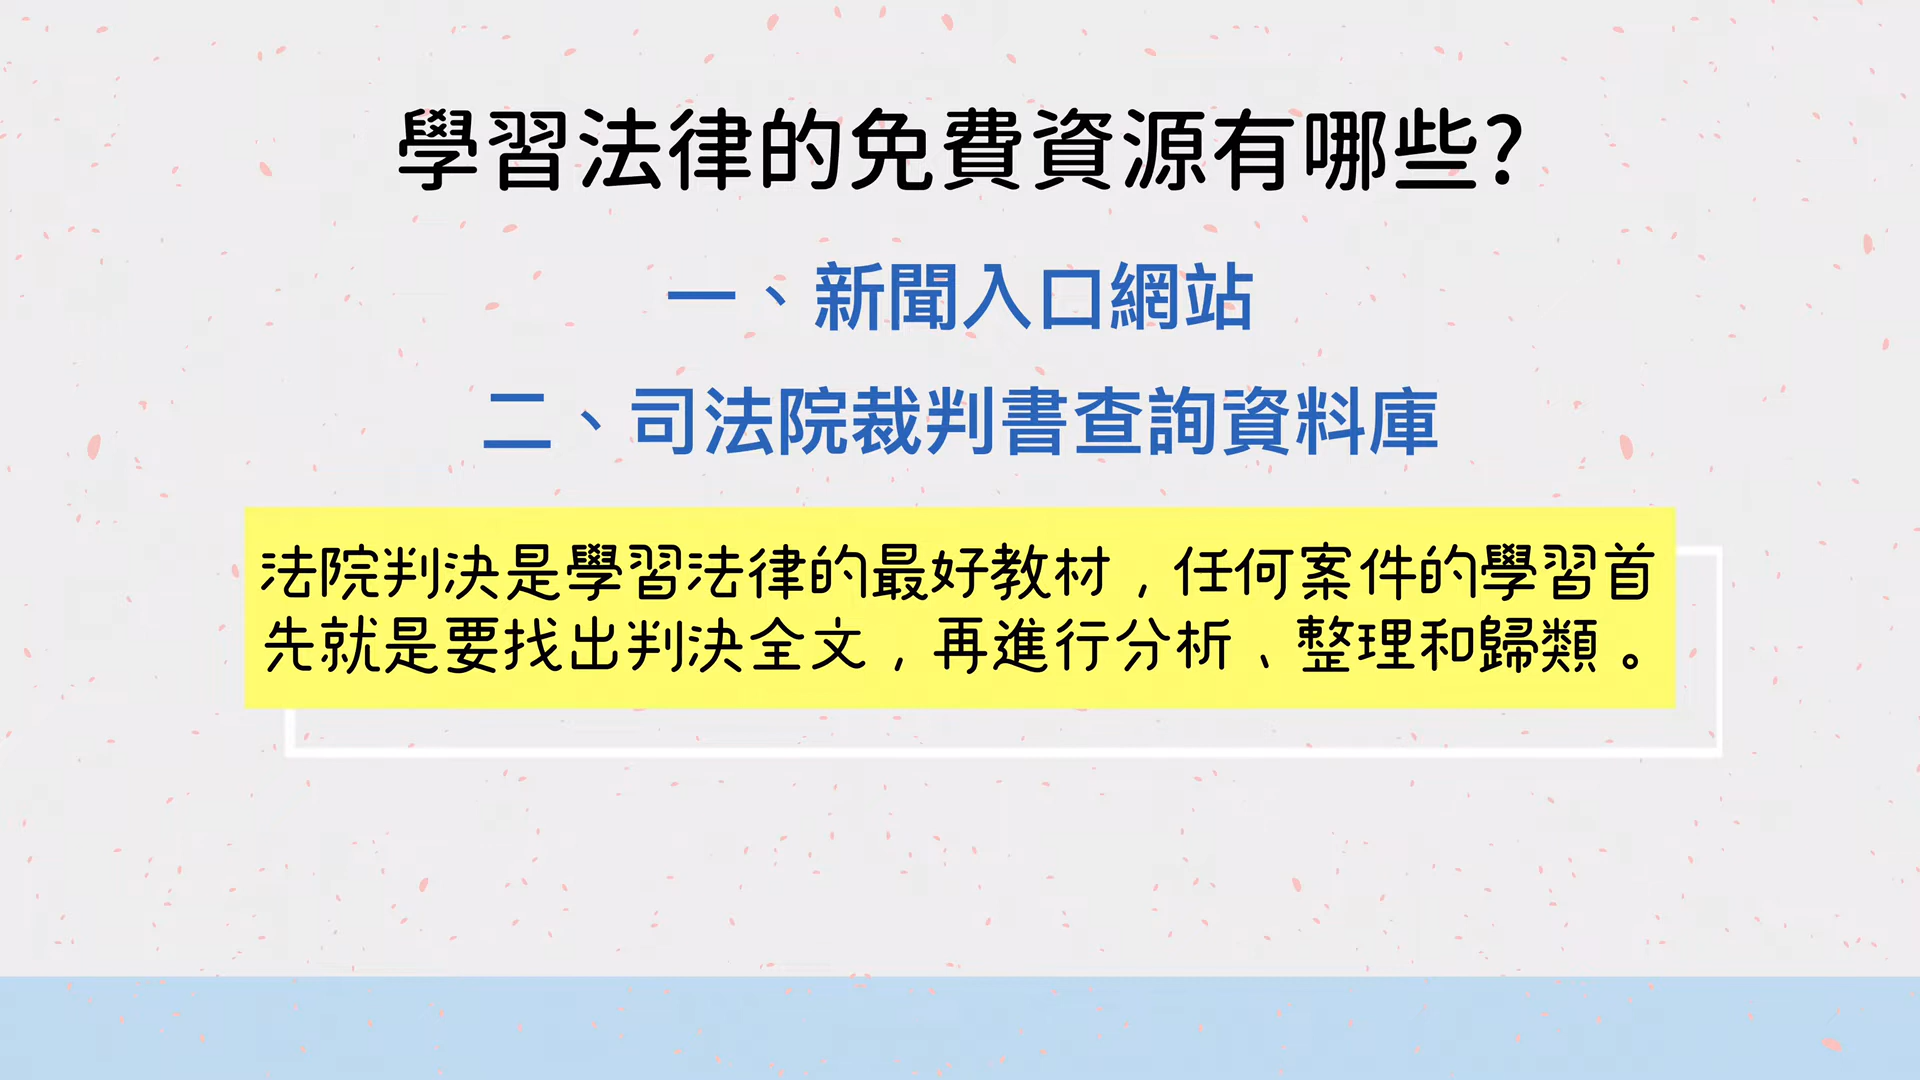 學習法律的免費資源有哪些?
一、新聞入口網站
二、司法院裁判書查詢資料庫
法院判決是學習法律的最好教材，任何案件的學習首
先就是要找出判決全文，再進行分析、整理和歸類。